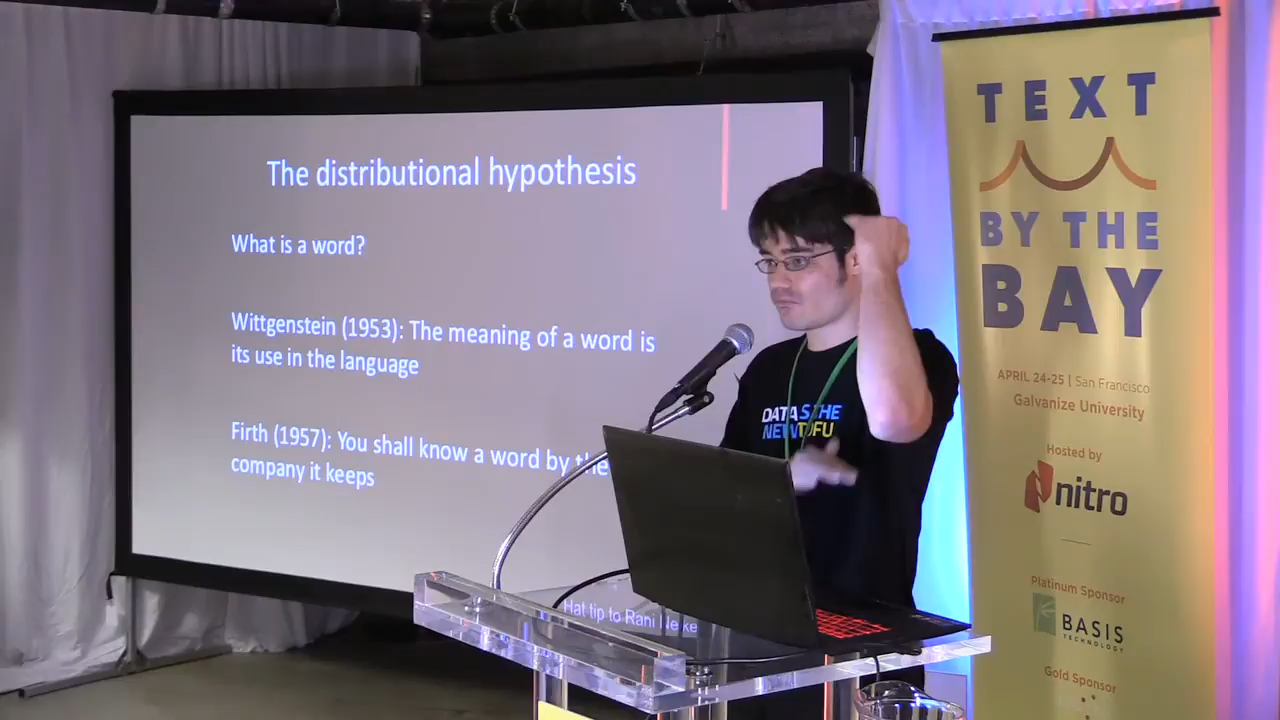 The distributional hypothesis
What is a word?
Wittgenstein (1953): The meaning of a word is
its use in the language
Firth (1957): You shall know a word by the
company it keeps
Hat tip to Rani
DATA S THE
NEW TOFU
TEXT
BY THE
BAY
APRIL 24-25 | San Francisco
Galvanize University
Hosted by
nitro
Platinum Sponsor
BASIS
TECHNOLOGY
Gold Sponsor